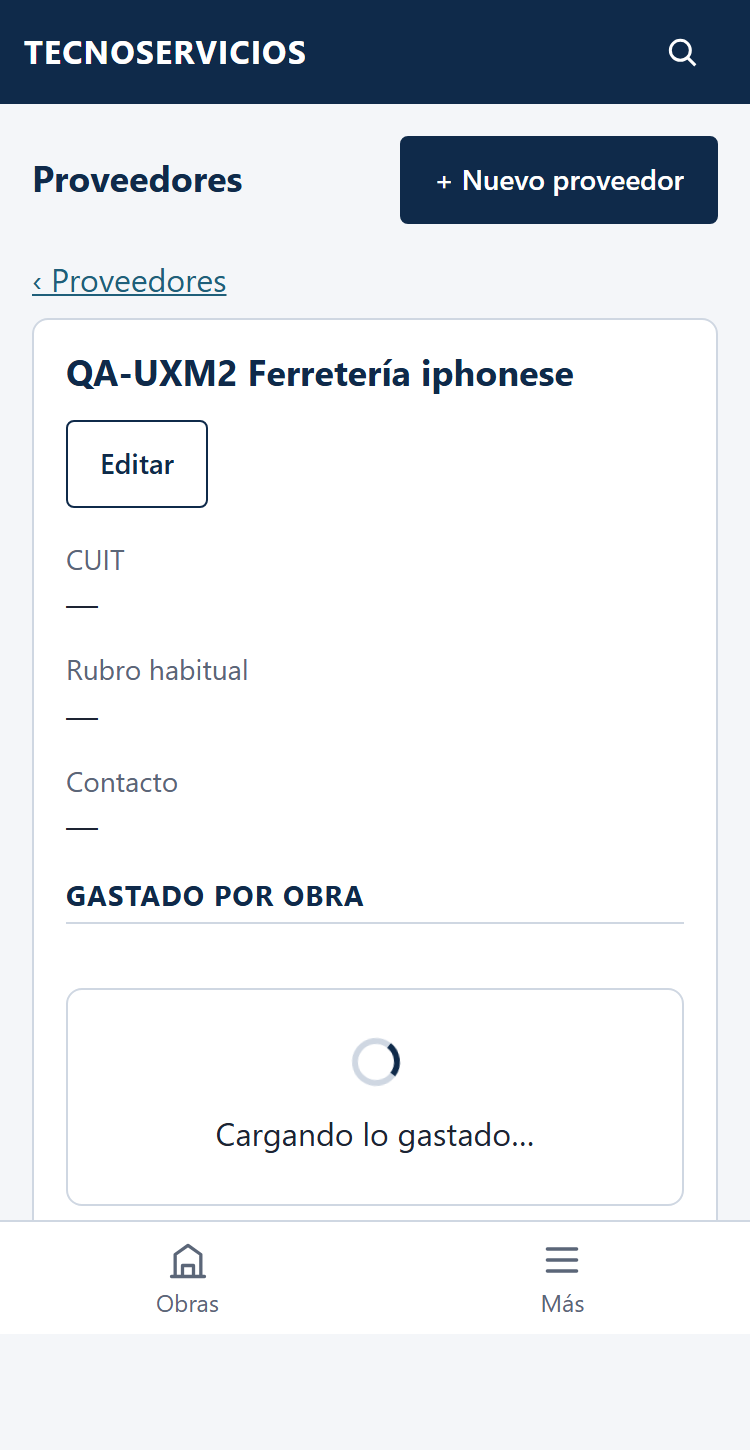 TECNOSERVICIOS
Proveedores
+ Nuevo proveedor
‹ Proveedores
QA-UXM2 Ferretería iphonese
Editar
CUIT
—
Rubro habitual
—
Contacto
—
GASTADO POR OBRA
Cargando lo gastado...
Obras
Más